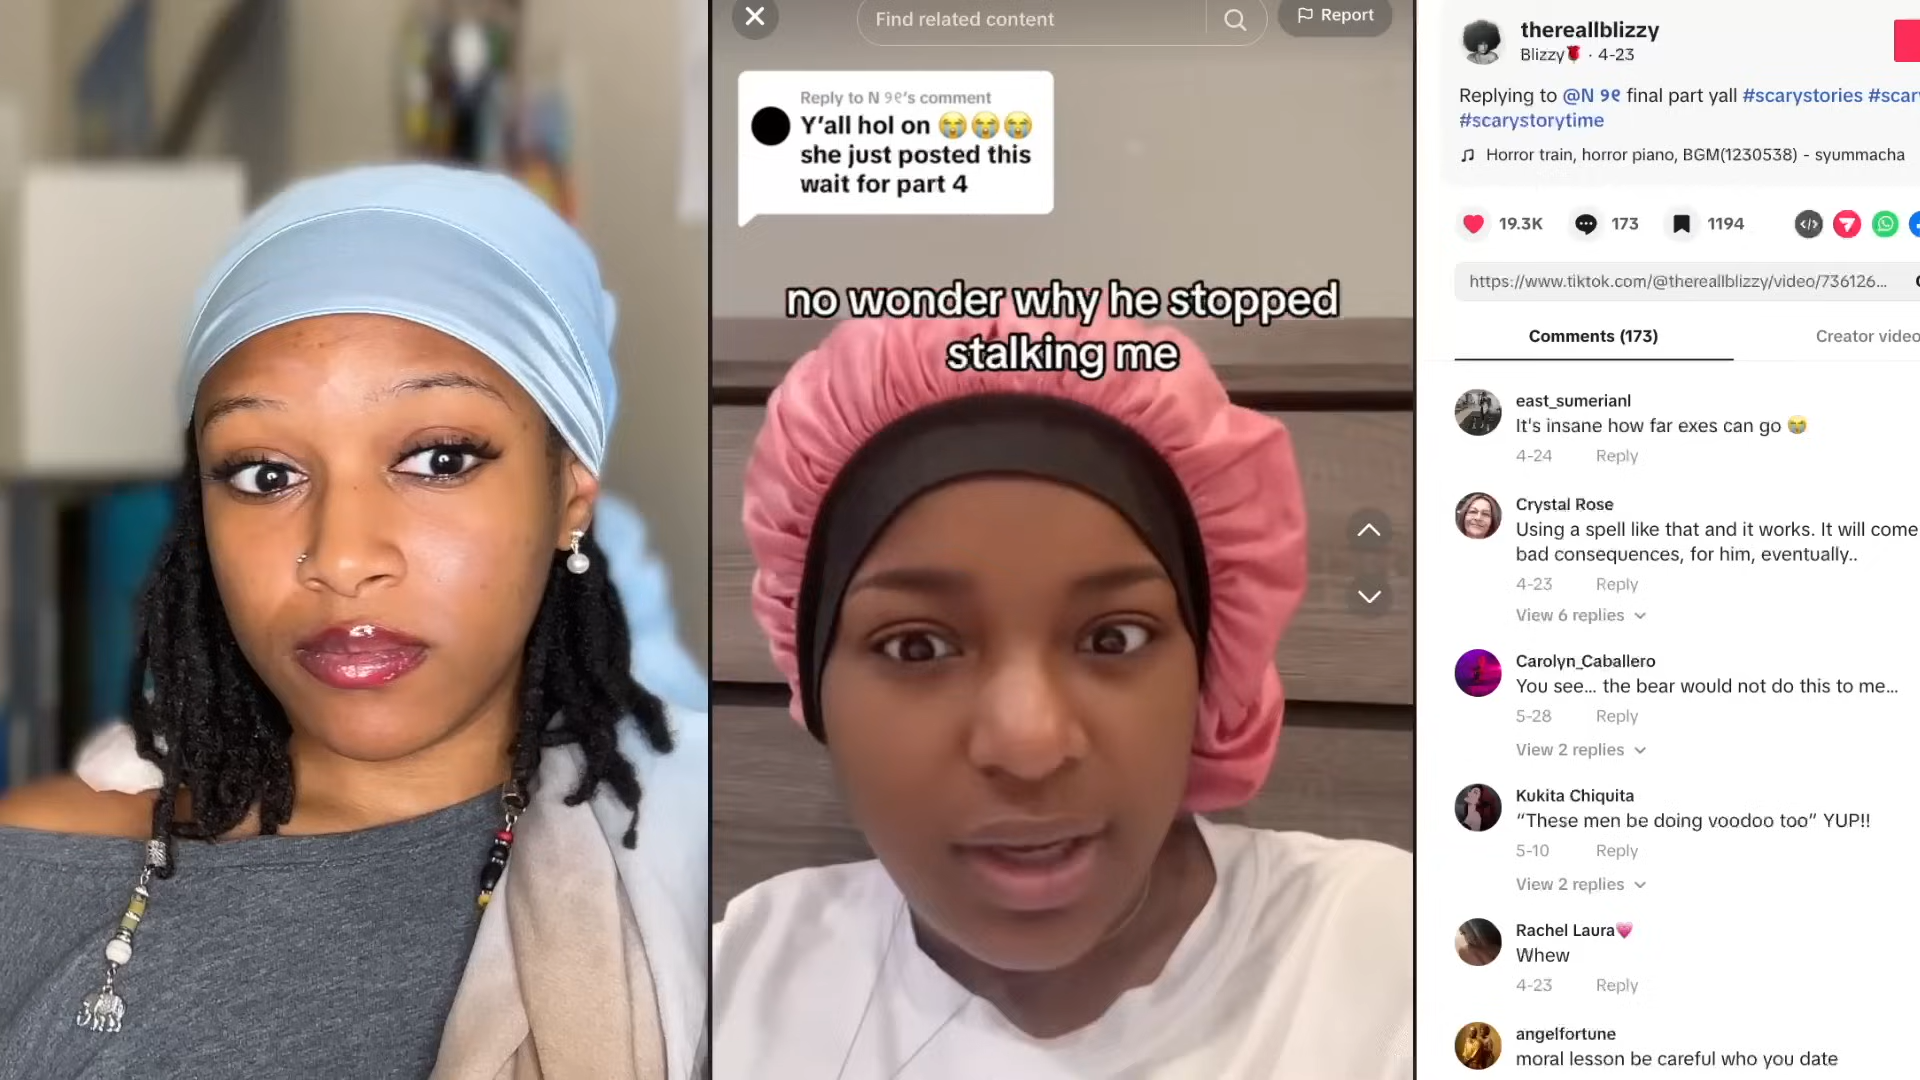 Find related content
Report
Reply to N ୨୧'s comment
Y'all hol on 😭😭😭
she just posted this
wait for part 4
no wonder why he stopped
stalking me
thereallblizzy
Blizzy🌹 · 4-23
Replying to @N ୨୧ final part yall #scarystories #scary
#scarystorytime
Horror train, horror piano, BGM(1230538) - syummacha
19.3K
173
1194
https://www.tiktok.com/@thereallblizzy/video/736126...
Comments (173)
Creator video
east_sumerianl
It's insane how far exes can go 😭
4-24 Reply
Crystal Rose
Using a spell like that and it works. It will come
bad consequences, for him, eventually..
4-23 Reply
View 6 replies
Carolyn_Caballero
You see... the bear would not do this to me...
5-28 Reply
View 2 replies
Kukita Chiquita
“These men be doing voodoo too” YUP!!
5-10 Reply
View 2 replies
Rachel Laura💗
Whew
4-23 Reply
angelfortune
moral lesson be careful who you date